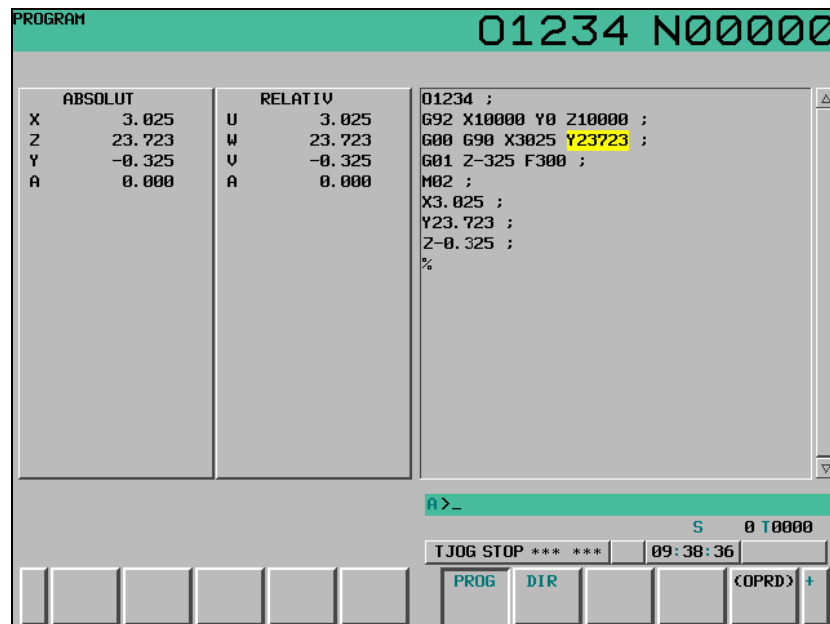 PROGRAM
O1234 N00000
ABSOLUT
X 3.025
Z 23.723
Y -0.325
A 0.000
RELATIV
U 3.025
W 23.723
V -0.325
A 0.000
O1234 ;
G92 X10000 Y0 Z10000 ;
G00 G90 X3025 Y23723 ;
G01 Z-325 F300 ;
M02 ;
X3.025 ;
Y23.723 ;
Z-0.325 ;
%
A>_
S 0 T0000
TJOG STOP *** *** 09:38:36
PROG DIR (OPRD) +